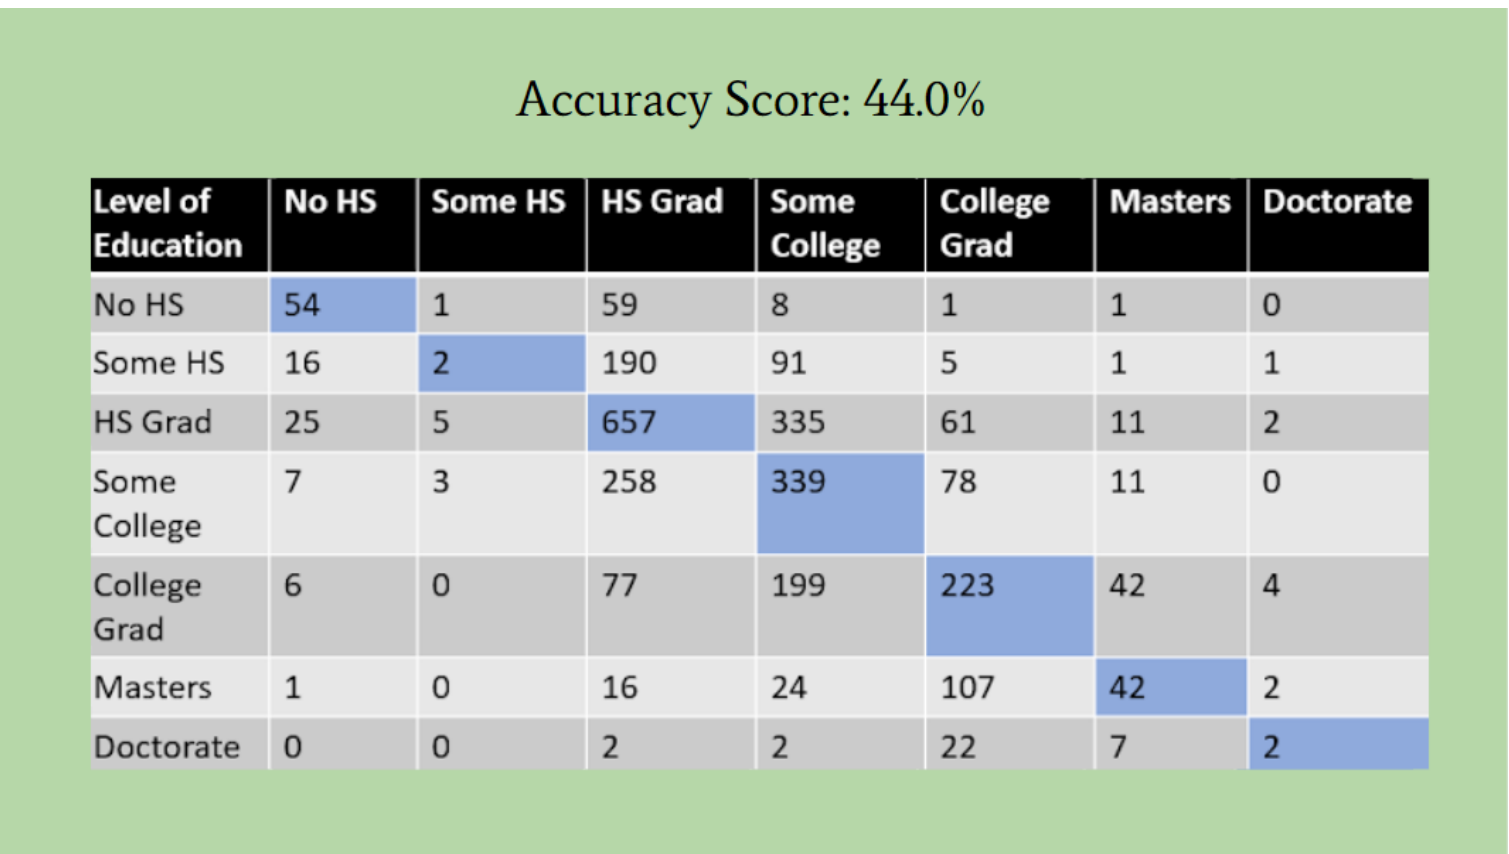 Accuracy Score: 44.0%
Level of Education No HS Some HS HS Grad Some College College Grad Masters Doctorate
No HS 54 1 59 8 1 1 0
Some HS 16 2 190 91 5 1 1
HS Grad 25 5 657 335 61 11 2
Some College 7 3 258 339 78 11 0
College Grad 6 0 77 199 223 42 4
Masters 1 0 16 24 107 42 2
Doctorate 0 0 2 2 22 7 2